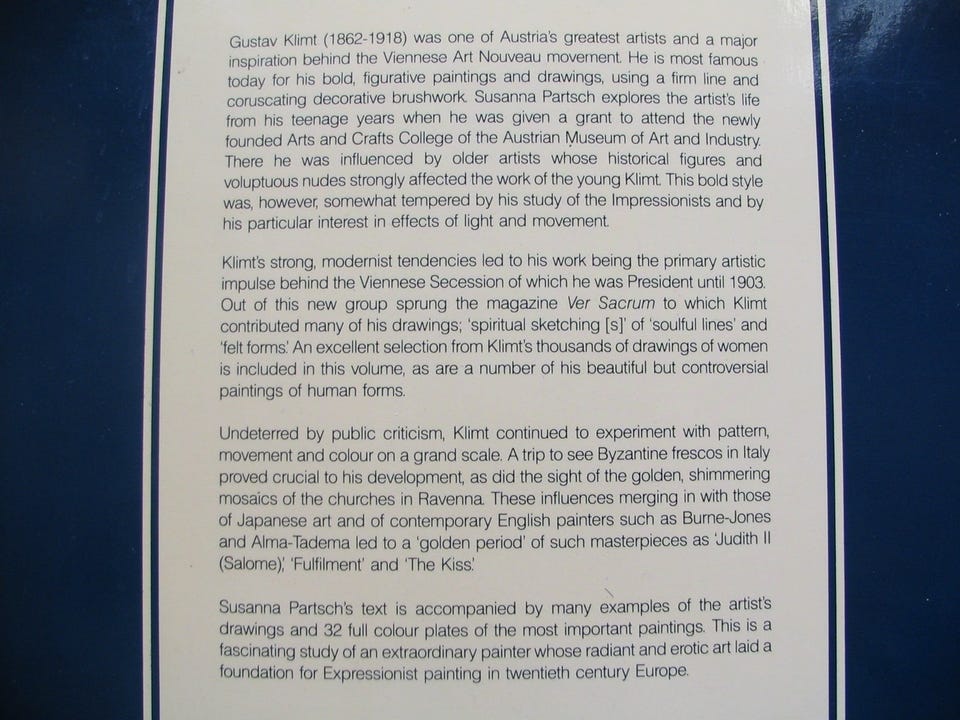 Gustav Klimt (1862-1918) was one of Austria's greatest artists and a major
inspiration behind the Viennese Art Nouveau movement. He is most famous
today for his bold, figurative paintings and drawings, using a firm line and
coruscating decorative brushwork. Susanna Partsch explores the artist's life
from his teenage years when he was given a grant to attend the newly
founded Arts and Crafts College of the Austrian Museum of Art and Industry.
There he was influenced by older artists whose historical figures and
voluptuous nudes strongly affected the work of the young Klimt. This bold style
was, however, somewhat tempered by his study of the Impressionists and by
his particular interest in effects of light and movement.
Klimt's strong, modernist tendencies led to his work being the primary artistic
impulse behind the Viennese Secession of which he was President until 1903.
Out of this new group sprung the magazine Ver Sacrum to which Klimt
contributed many of his drawings; 'spiritual sketching [s]' of 'soulful lines' and
'felt forms.' An excellent selection from Klimt's thousands of drawings of women
is included in this volume, as are a number of his beautiful but controversial
paintings of human forms.
Undeterred by public criticism, Klimt continued to experiment with pattern,
movement and colour on a grand scale. A trip to see Byzantine frescos in Italy
proved crucial to his development, as did the sight of the golden, shimmering
mosaics of the churches in Ravenna. These influences merging in with those
of Japanese art and of contemporary English painters such as Burne-Jones
and Alma-Tadema led to a 'golden period' of such masterpieces as 'Judith II
(Salome)', 'Fulfilment' and 'The Kiss.'
Susanna Partsch's text is accompanied by many examples of the artist's
drawings and 32 full colour plates of the most important paintings. This is a
fascinating study of an extraordinary painter whose radiant and erotic art laid a
foundation for Expressionist painting in twentieth century Europe.